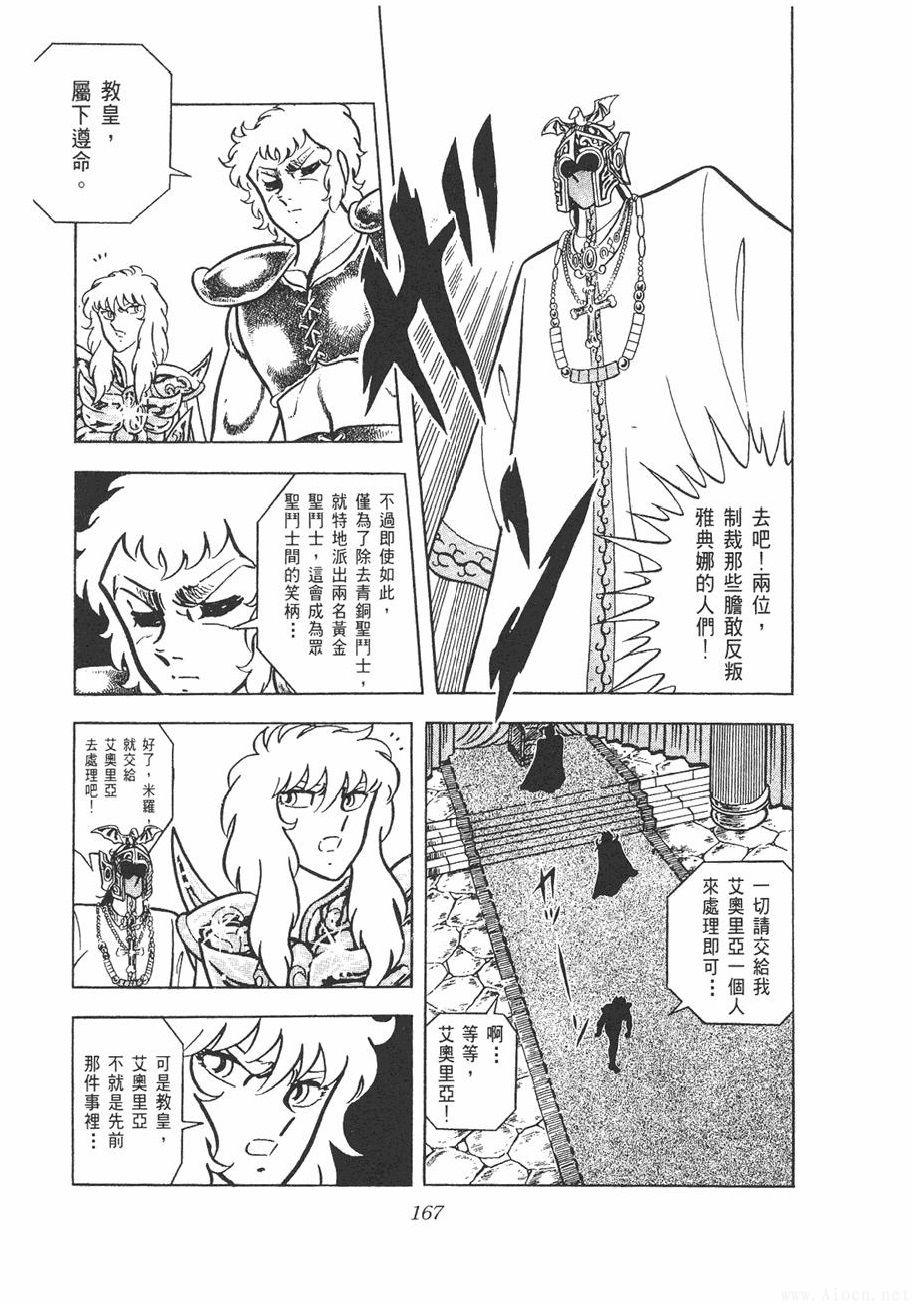 去吧！兩位，
制裁那些膽敢反叛
雅典娜的人們！
教皇，
屬下遵命。
不過即使如此，
僅為了除去青銅聖鬥士，
就特地派出兩名黃金
聖鬥士，這會成為眾
聖鬥士間的笑柄…
一切請交給我
艾奧里亞一個人
來處理即可…
啊…
等等，
艾奧里亞！
好了，米羅，
就交給
艾奧里亞
去處理吧！
可是教皇，
艾奧里亞
不就是先前
那件事裡…
167
www.Aiocn.net